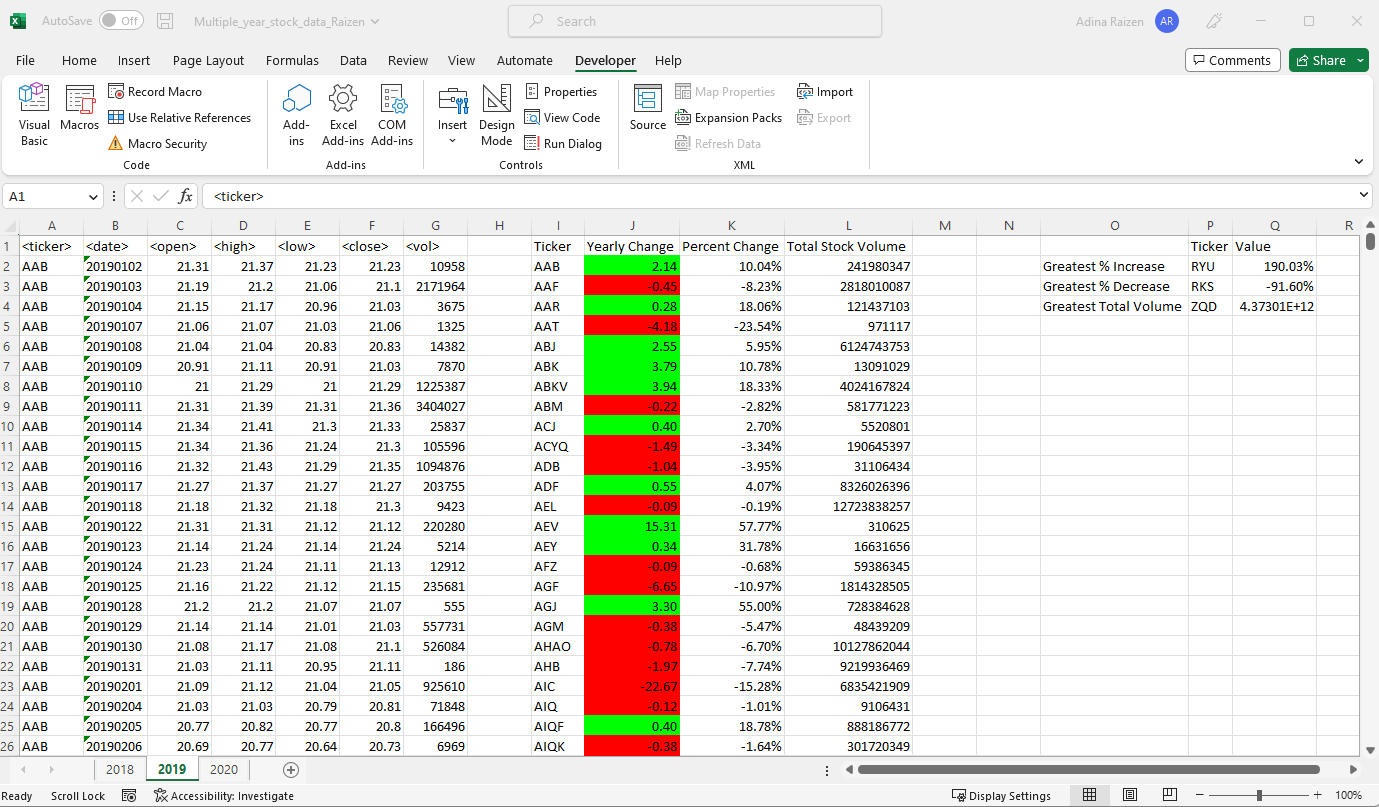 AutoSave Off Multiple_year_stock_data_Raizen Search Adina Raizen AR
File Home Insert Page Layout Formulas Data Review View Automate Developer Help Comments Share
Visual Basic
Macros
Record Macro
Use Relative References
Macro Security
Code
Add-ins
Excel Add-ins
COM Add-ins
Add-ins
Insert
Design Mode
Properties
View Code
Run Dialog
Controls
Source
Map Properties
Expansion Packs
Refresh Data
Import
Export
XML
A1 fx <ticker>
A B C D E F G H I J K L M N O P Q R
1 <ticker> <date> <open> <high> <low> <close> <vol> Ticker Yearly Change Percent Change Total Stock Volume Ticker Value
2 AAB 20190102 21.31 21.37 21.23 21.23 10958 AAB 2.14 10.04% 241980347 Greatest % Increase RYU 190.03%
3 AAB 20190103 21.19 21.2 21.06 21.1 2171964 AAF -0.45 -8.23% 2818010087 Greatest % Decrease RKS -91.60%
4 AAB 20190104 21.15 21.17 20.96 21.03 3675 AAR 0.28 18.06% 121437103 Greatest Total Volume ZQD 4.37301E+12
5 AAB 20190107 21.06 21.07 21.03 21.06 1325 AAT -4.18 -23.54% 971117
6 AAB 20190108 21.04 21.04 20.83 20.83 14382 ABJ 2.55 5.95% 6124743753
7 AAB 20190109 20.91 21.11 20.91 21.03 7870 ABK 3.79 10.78% 13091029
8 AAB 20190110 21 21.29 21 21.29 1225387 ABKV 3.94 18.33% 4024167824
9 AAB 20190111 21.31 21.39 21.31 21.36 3404027 ABM -0.22 -2.82% 581771223
10 AAB 20190114 21.34 21.41 21.3 21.33 25837 ACJ 0.40 2.70% 5520801
11 AAB 20190115 21.34 21.36 21.24 21.3 105596 ACYQ -1.49 -3.34% 190645397
12 AAB 20190116 21.32 21.43 21.29 21.35 1094876 ADB -1.04 -3.95% 31106434
13 AAB 20190117 21.27 21.37 21.27 21.27 203755 ADF 0.55 4.07% 8326026396
14 AAB 20190118 21.18 21.32 21.18 21.3 9423 AEL -0.09 -0.19% 12723838257
15 AAB 20190122 21.31 21.31 21.12 21.12 220280 AEV 15.31 57.77% 310625
16 AAB 20190123 21.14 21.24 21.14 21.24 5214 AEY 0.34 31.78% 16631656
17 AAB 20190124 21.23 21.24 21.11 21.13 12912 AFZ -0.09 -0.68% 59386345
18 AAB 20190125 21.16 21.22 21.12 21.15 235681 AGF -6.65 -10.97% 1814328505
19 AAB 20190128 21.2 21.2 21.07 21.07 555 AGJ 3.30 55.00% 728384628
20 AAB 20190129 21.14 21.14 21.01 21.03 557731 AGM -0.38 -5.47% 48439209
21 AAB 20190130 21.08 21.17 21.08 21.1 526084 AHAO -0.78 -6.70% 10127862044
22 AAB 20190131 21.03 21.11 20.95 21.11 186 AHB -1.97 -7.74% 9219936469
23 AAB 20190201 21.09 21.12 21.04 21.05 925610 AIC -22.67 -15.28% 6835421909
24 AAB 20190204 21.03 21.03 20.79 20.81 71848 AIQ -0.12 -1.01% 9106431
25 AAB 20190205 20.77 20.82 20.77 20.8 166496 AIQF 0.40 18.78% 888186772
26 AAB 20190206 20.69 20.77 20.64 20.73 6969 AIQK -0.38 -1.64% 301720349
2018 2019 2020
Ready Scroll Lock Accessibility: Investigate Display Settings 100%